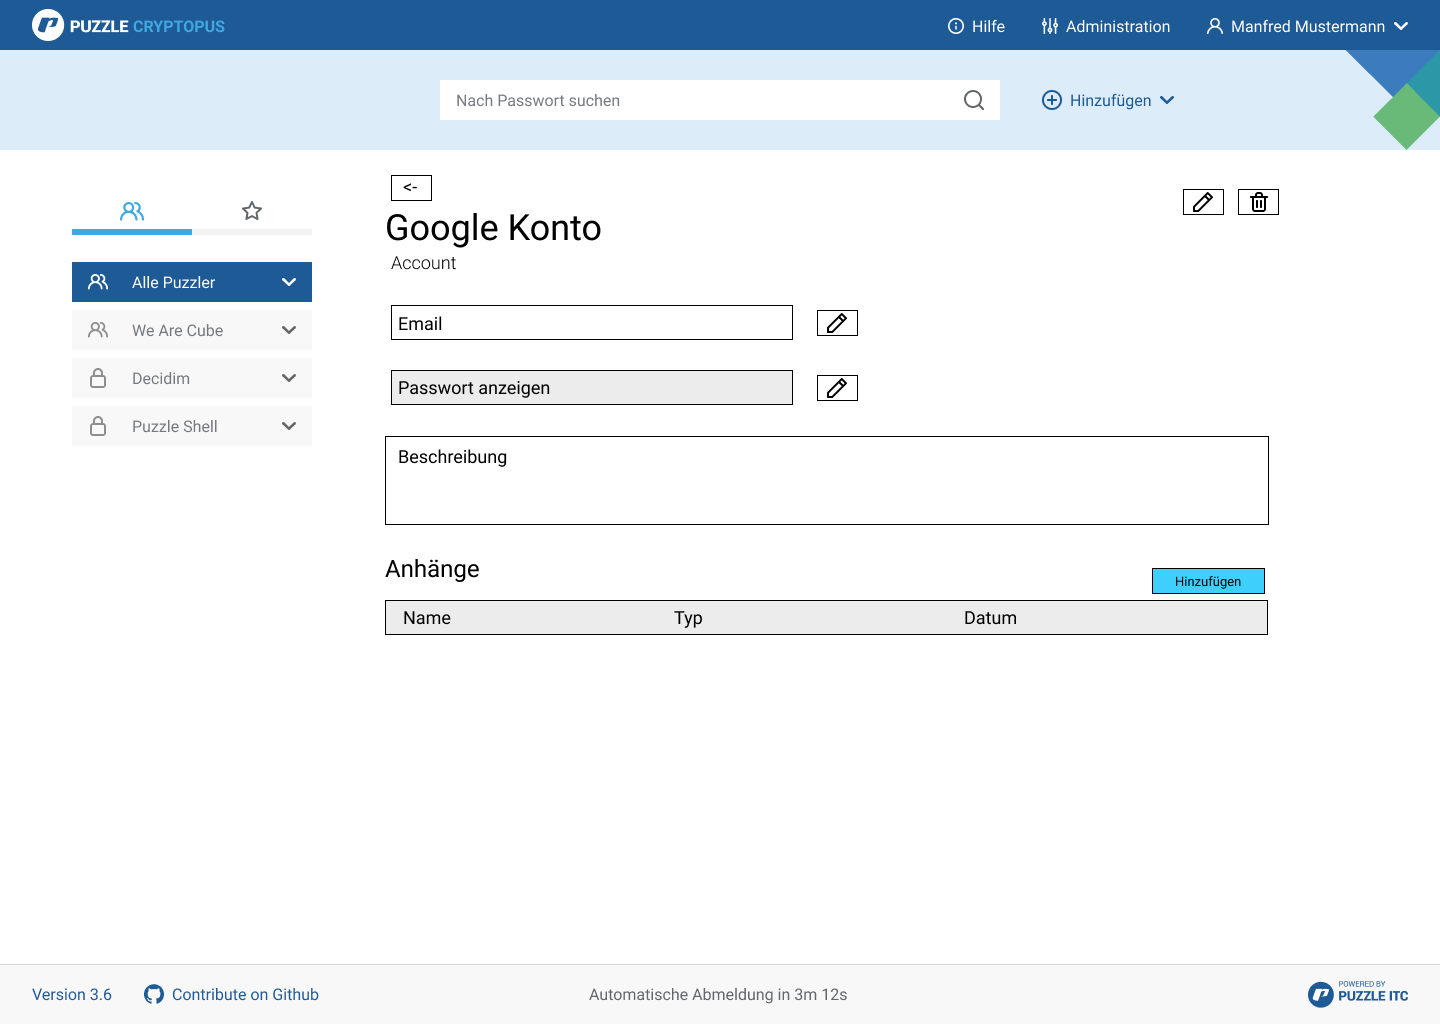 PUZZLE CRYPTOPUS
Hilfe
Administration
Manfred Mustermann
Nach Passwort suchen
Hinzufügen
<-
Google Konto
Account
Alle Puzzler
We Are Cube
Decidim
Puzzle Shell
Email
Passwort anzeigen
Beschreibung
Anhänge
Hinzufügen
Name Typ Datum
Version 3.6
Contribute on Github
Automatische Abmeldung in 3m 12s
POWERED BY
PUZZLE ITC